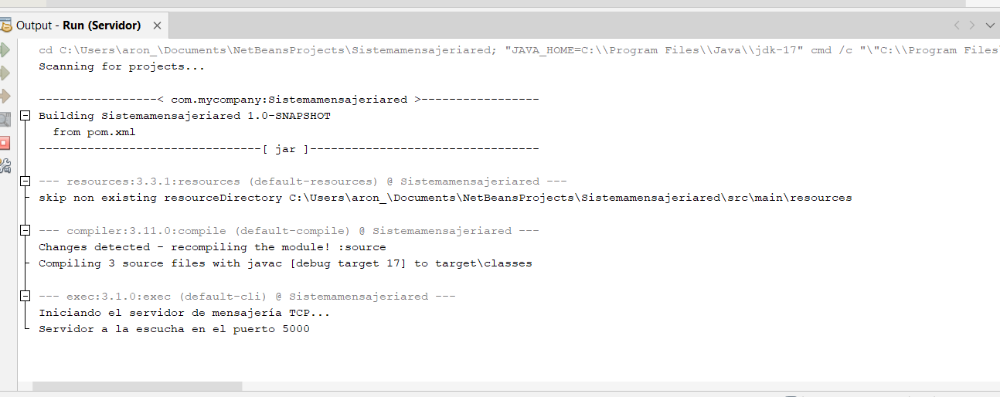 Output - Run (Servidor)
cd C:\Users\aron_\Documents\NetBeansProjects\Sistemamensajeriared; "JAVA_HOME=C:\\Program Files\\Java\\jdk-17" cmd /c "\"C:\\Program Files\
Scanning for projects...
-----------------< com.mycompany:Sistemamensajeriared >-----------------
Building Sistemamensajeriared 1.0-SNAPSHOT
  from pom.xml
--------------------------------[ jar ]---------------------------------
--- resources:3.3.1:resources (default-resources) @ Sistemamensajeriared ---
skip non existing resourceDirectory C:\Users\aron_\Documents\NetBeansProjects\Sistemamensajeriared\src\main\resources
--- compiler:3.11.0:compile (default-compile) @ Sistemamensajeriared ---
Changes detected - recompiling the module! :source
Compiling 3 source files with javac [debug target 17] to target\classes
--- exec:3.1.0:exec (default-cli) @ Sistemamensajeriared ---
Iniciando el servidor de mensajería TCP...
Servidor a la escucha en el puerto 5000